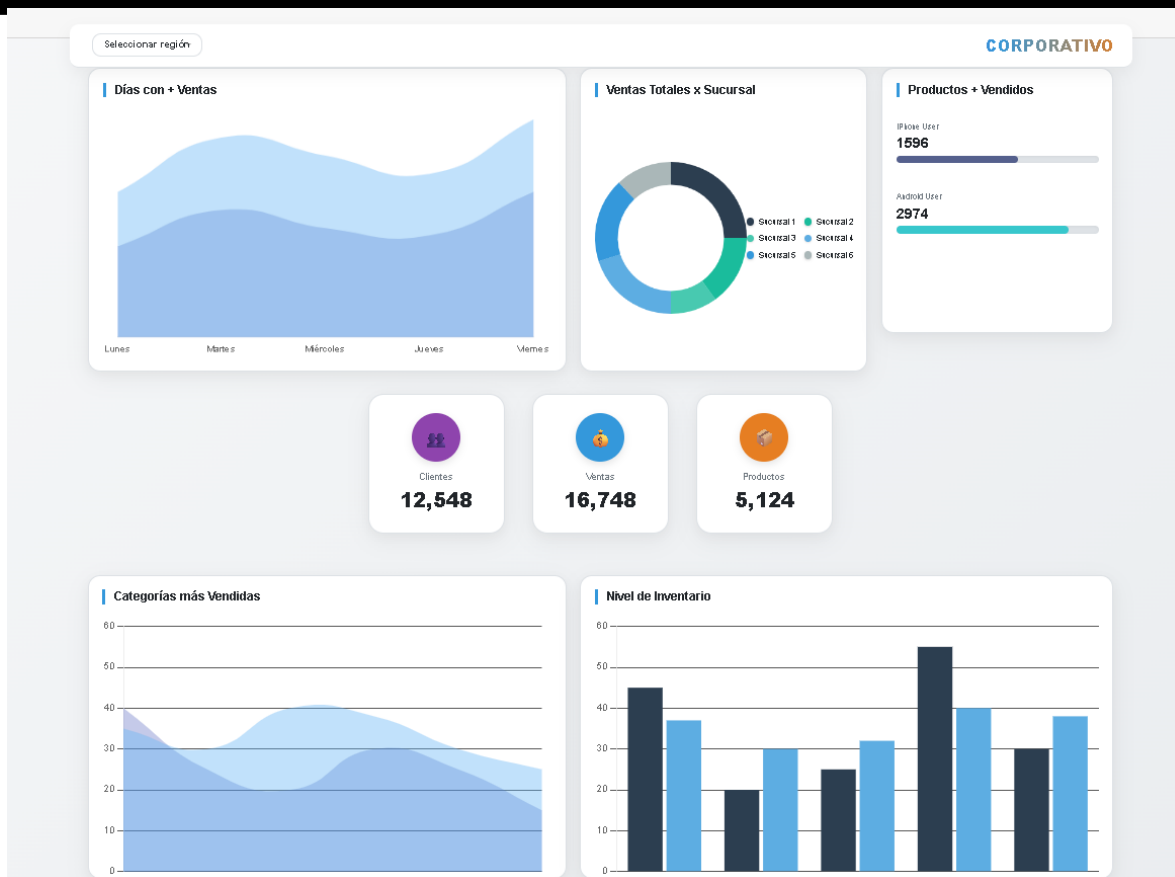 Seleccionar región
CORPORATIVO
Días con + Ventas
Lunes Martes Miércoles Jueves Viernes
Ventas Totales x Sucursal
Sucursal 1 Sucursal 2
Sucursal 3 Sucursal 4
Sucursal 5 Sucursal 6
Productos + Vendidos
IPhone User
1596
Android User
2974
Clientes
12,548
Ventas
16,748
Productos
5,124
Categorías más Vendidas
60
50
40
30
20
10
0
Nivel de Inventario
60
50
40
30
20
10
0